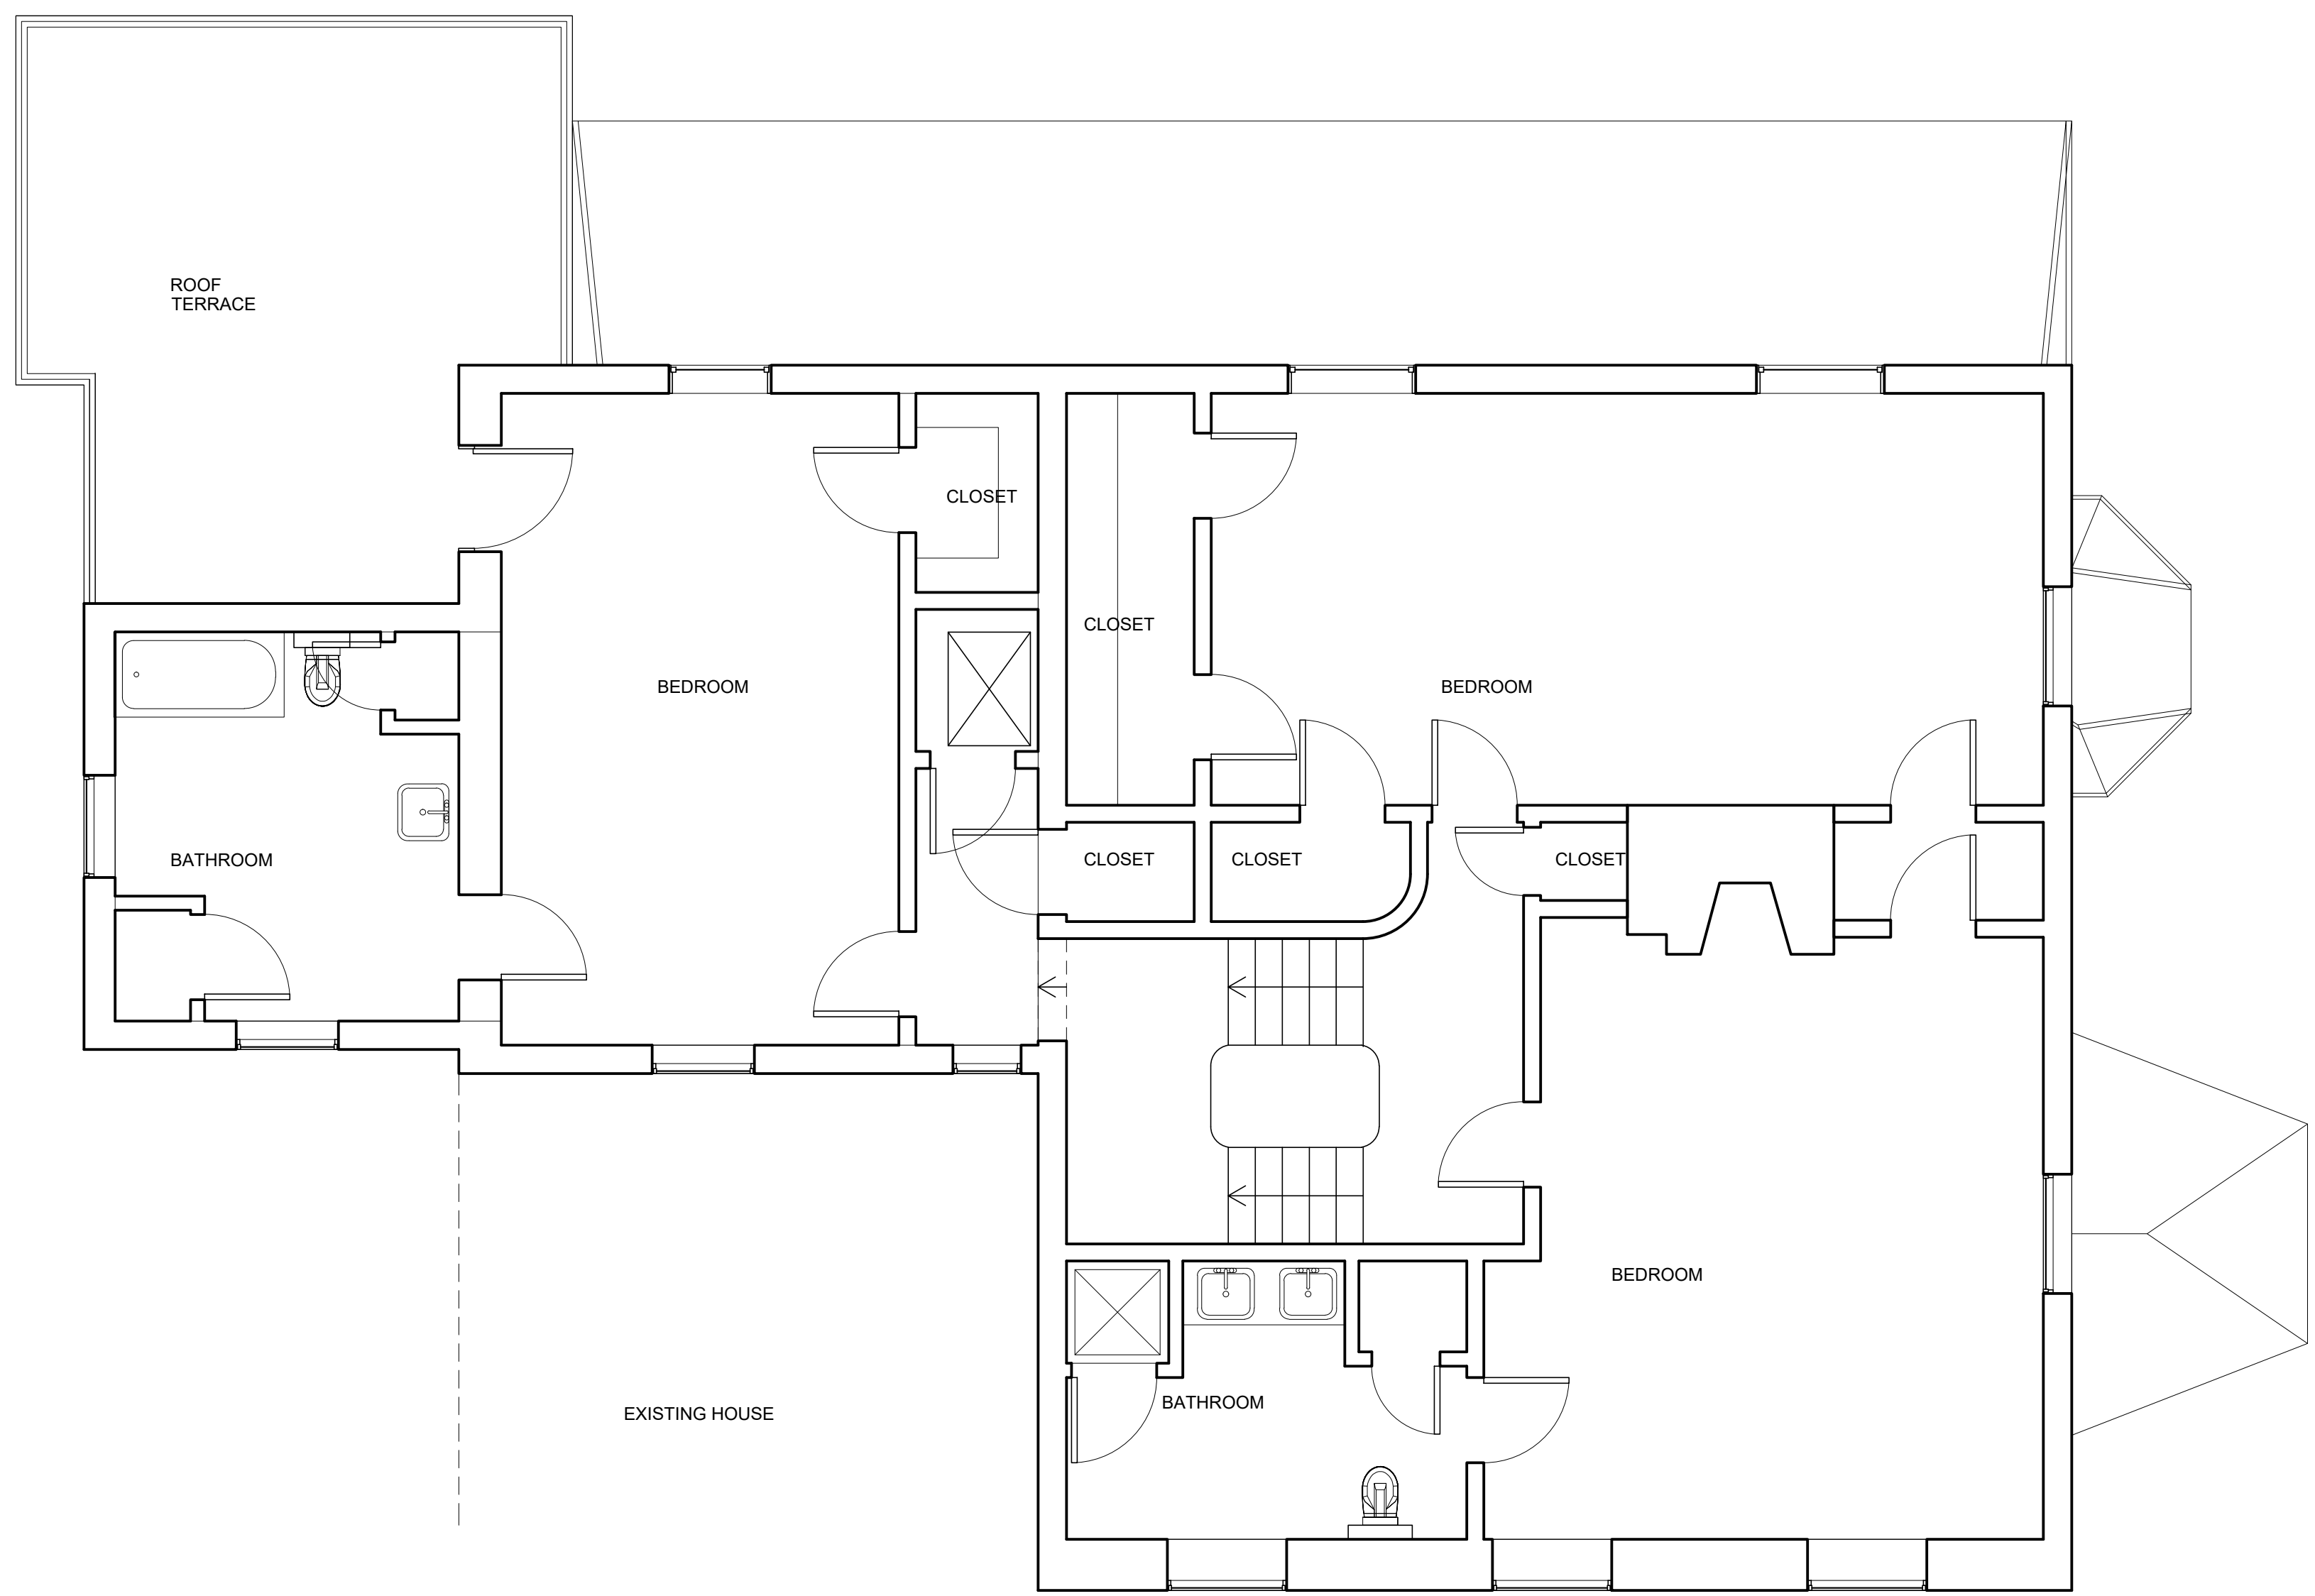 ROOF
TERRACE
CLOSET
CLOSET
BEDROOM
BEDROOM
BATHROOM
CLOSET
CLOSET
CLOSET
BEDROOM
BATHROOM
EXISTING HOUSE